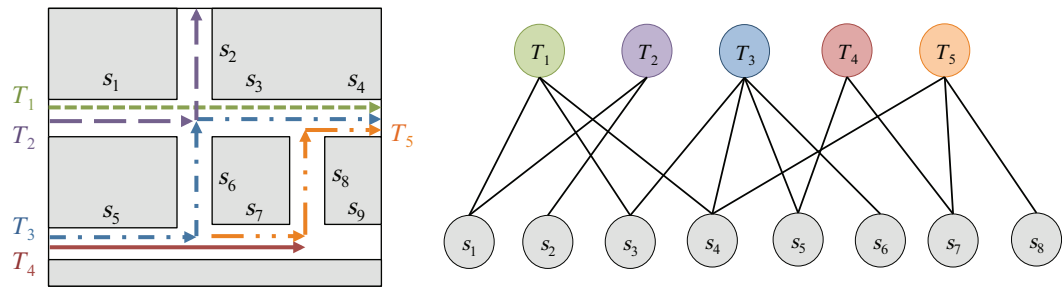 s₂
s₁ s₃ s₄
T₁
T₂
T₅
s₆ s₈
s₅ s₇ s₉
T₃
T₄
T₁ T₂ T₃ T₄ T₅
s₁ s₂ s₃ s₄ s₅ s₆ s₇ s₈